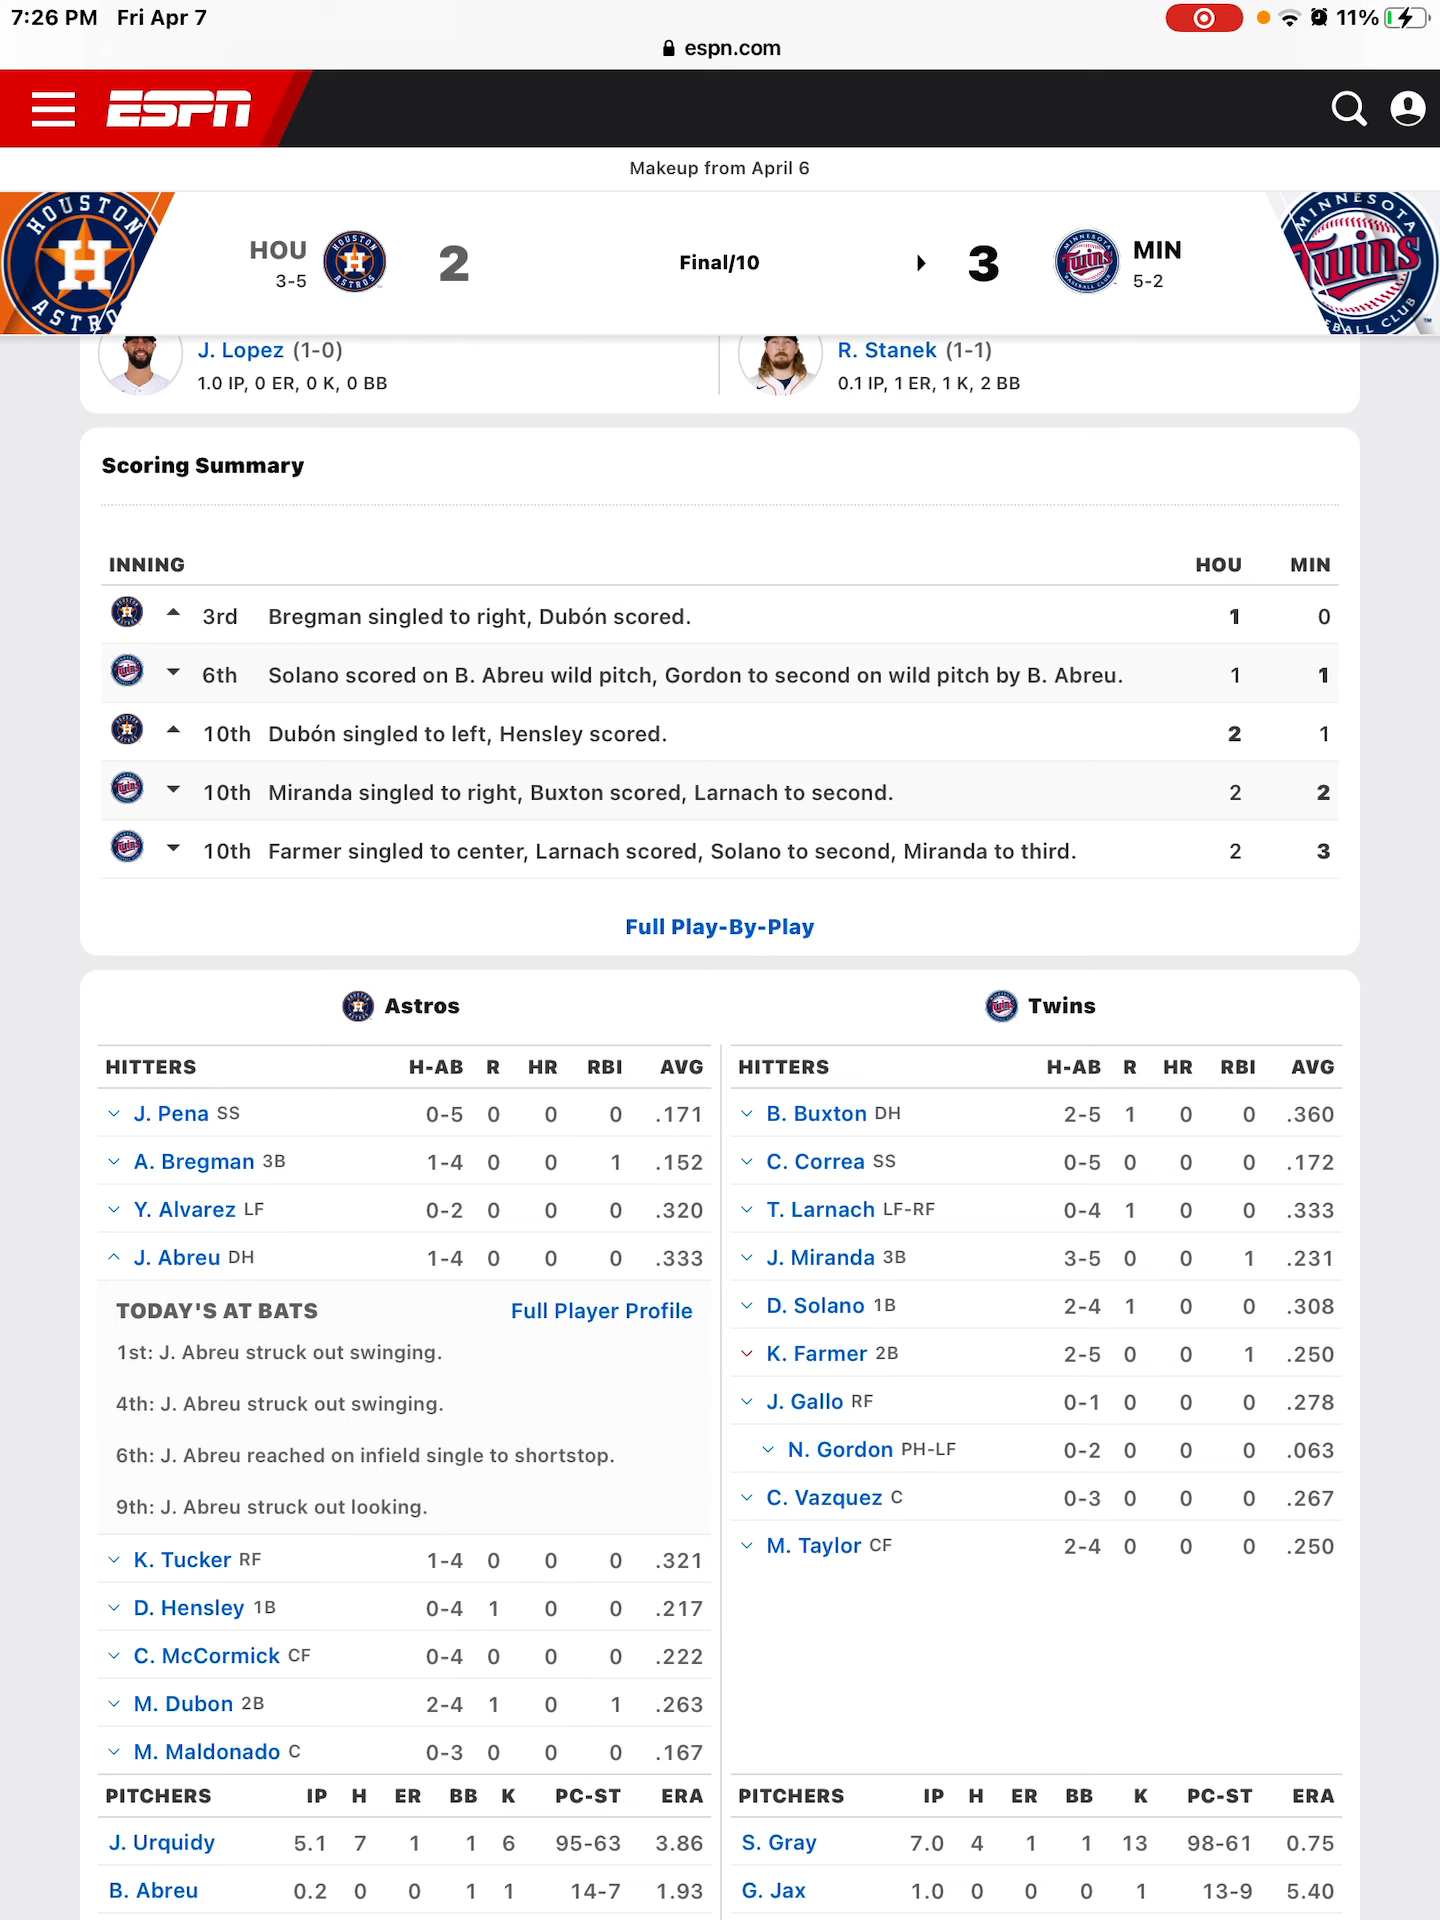 7:26 PM Fri Apr 7 11%
espn.com
ESPN
Makeup from April 6
HOU 3-5 2 Final/10 3 MIN 5-2
J. Lopez (1-0) R. Stanek (1-1)
1.0 IP, 0 ER, 0 K, 0 BB 0.1 IP, 1 ER, 1 K, 2 BB
Scoring Summary
INNING HOU MIN
3rd Bregman singled to right, Dubón scored. 1 0
6th Solano scored on B. Abreu wild pitch, Gordon to second on wild pitch by B. Abreu. 1 1
10th Dubón singled to left, Hensley scored. 2 1
10th Miranda singled to right, Buxton scored, Larnach to second. 2 2
10th Farmer singled to center, Larnach scored, Solano to second, Miranda to third. 2 3
Full Play-By-Play
Astros
HITTERS H-AB R HR RBI AVG
J. Pena SS 0-5 0 0 0 .171
A. Bregman 3B 1-4 0 0 1 .152
Y. Alvarez LF 0-2 0 0 0 .320
J. Abreu DH 1-4 0 0 0 .333
TODAY'S AT BATS Full Player Profile
1st: J. Abreu struck out swinging.
4th: J. Abreu struck out swinging.
6th: J. Abreu reached on infield single to shortstop.
9th: J. Abreu struck out looking.
K. Tucker RF 1-4 0 0 0 .321
D. Hensley 1B 0-4 1 0 0 .217
C. McCormick CF 0-4 0 0 0 .222
M. Dubon 2B 2-4 1 0 1 .263
M. Maldonado C 0-3 0 0 0 .167
PITCHERS IP H ER BB K PC-ST ERA
J. Urquidy 5.1 7 1 1 6 95-63 3.86
B. Abreu 0.2 0 0 1 1 14-7 1.93
Twins
HITTERS H-AB R HR RBI AVG
B. Buxton DH 2-5 1 0 0 .360
C. Correa SS 0-5 0 0 0 .172
T. Larnach LF-RF 0-4 1 0 0 .333
J. Miranda 3B 3-5 0 0 1 .231
D. Solano 1B 2-4 1 0 0 .308
K. Farmer 2B 2-5 0 0 1 .250
J. Gallo RF 0-1 0 0 0 .278
N. Gordon PH-LF 0-2 0 0 0 .063
C. Vazquez C 0-3 0 0 0 .267
M. Taylor CF 2-4 0 0 0 .250
PITCHERS IP H ER BB K PC-ST ERA
S. Gray 7.0 4 1 1 13 98-61 0.75
G. Jax 1.0 0 0 0 1 13-9 5.40